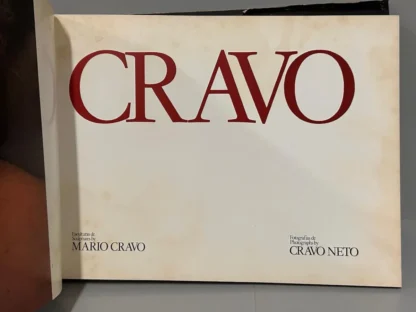 CRAVO
Esculturas de
Sculptures by
MARIO CRAVO
Fotografias de
Photographs by
CRAVO NETO